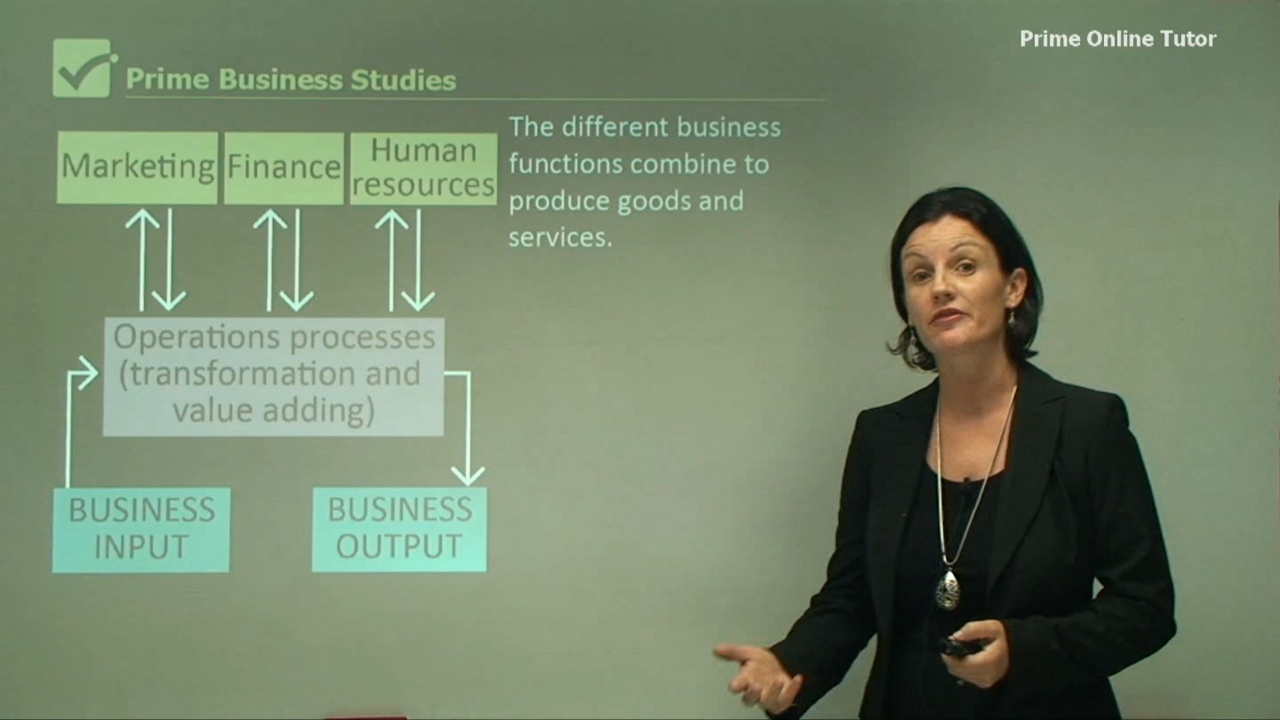 Prime Online Tutor
Prime Business Studies
Marketing
Finance
Human
resources
The different business
functions combine to
produce goods and
services.
Operations processes
(transformation and
value adding)
BUSINESS
INPUT
BUSINESS
OUTPUT